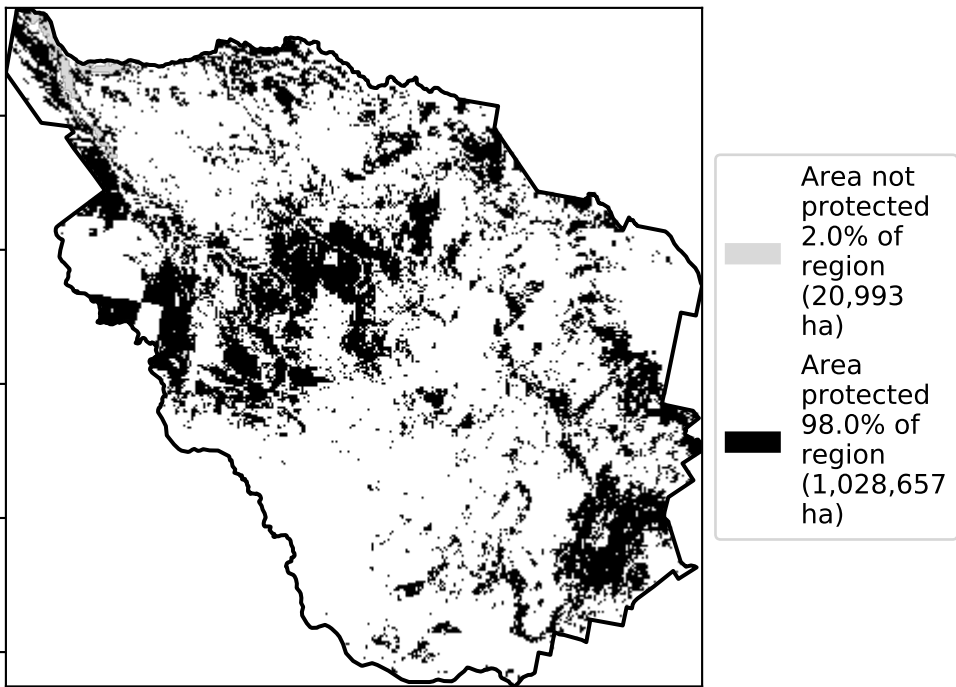 Area not
protected
2.0% of
region
(20,993
ha)
Area
protected
98.0% of
region
(1,028,657
ha)